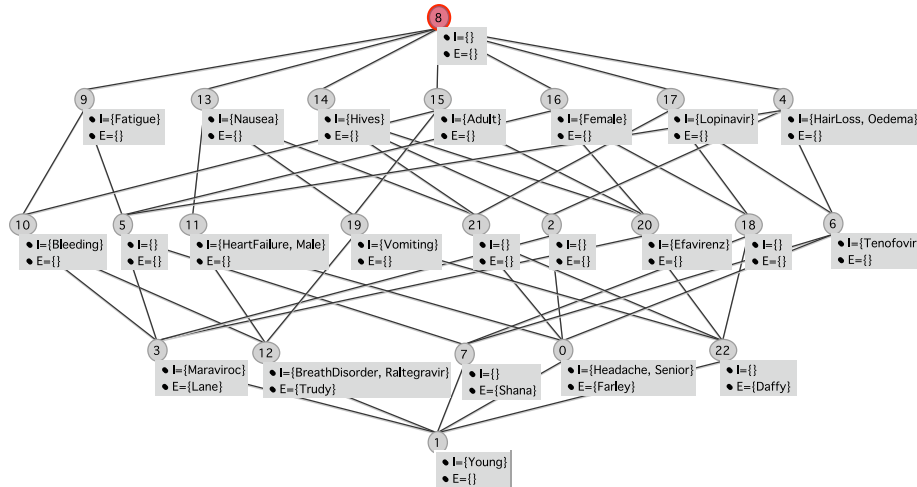 8
I={}
E={}
9
13
14
15
16
17
4
I={Fatigue}
E={}
I={Nausea}
E={}
I={Hives}
E={}
I={Adult}
E={}
I={Female}
E={}
I={Lopinavir}
E={}
I={HairLoss, Oedema}
E={}
10
5
11
19
21
2
20
18
6
I={Bleeding}
E={}
I={}
E={}
I={HeartFailure, Male}
E={}
I={Vomiting}
E={}
I={}
E={}
I={}
E={}
I={Efavirenz}
E={}
I={}
E={}
I={Tenofovir
E={}
3
12
7
0
22
I={Maraviroc}
E={Lane}
I={BreathDisorder, Raltegravir}
E={Trudy}
I={}
E={Shana}
I={Headache, Senior}
E={Farley}
I={}
E={Daffy}
1
I={Young}
E={}